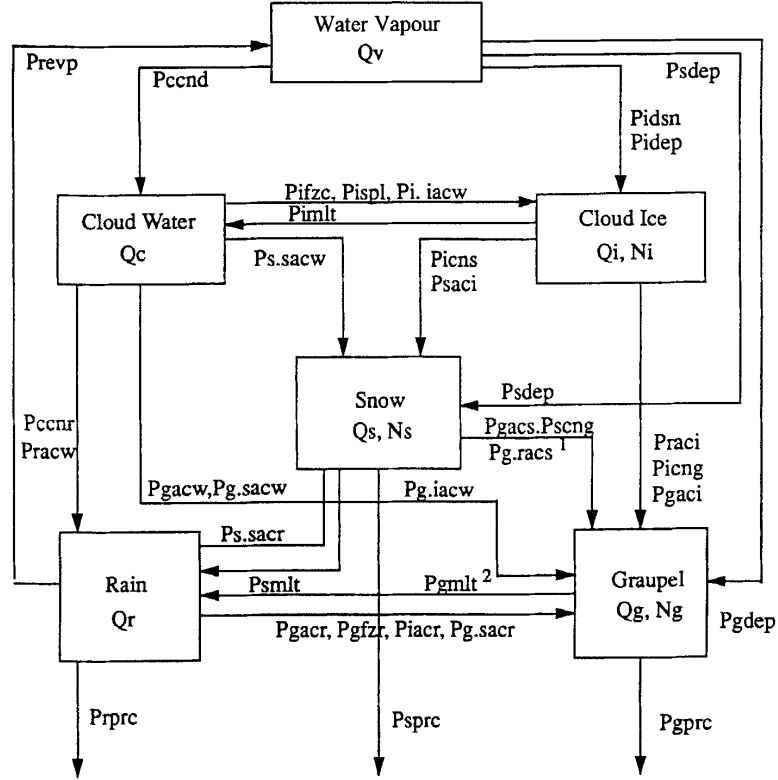 Water Vapour
Qv
Prevp
Pccnd
Psdep
Pidsn
Pidep
Cloud Water
Qc
Pifzc, Pispl, Pi. iacw
Pimlt
Cloud Ice
Qi, Ni
Ps.sacw
Picns
Psaci
Snow
Qs, Ns
Psdep
Pgacs.Pscng
Pg.racs 1
Pccnr
Pracw
Raci
Picng
Pgaci
Pgacw,Pg.sacw
Pg.iacw
Ps.sacr
Rain
Qr
Psmlt
Pgmlt 2
Graupel
Qg, Ng
Pgacr, Pgfzr, Piacr, Pg.sacr
Pgdep
Prprc
Psprc
Pgprc